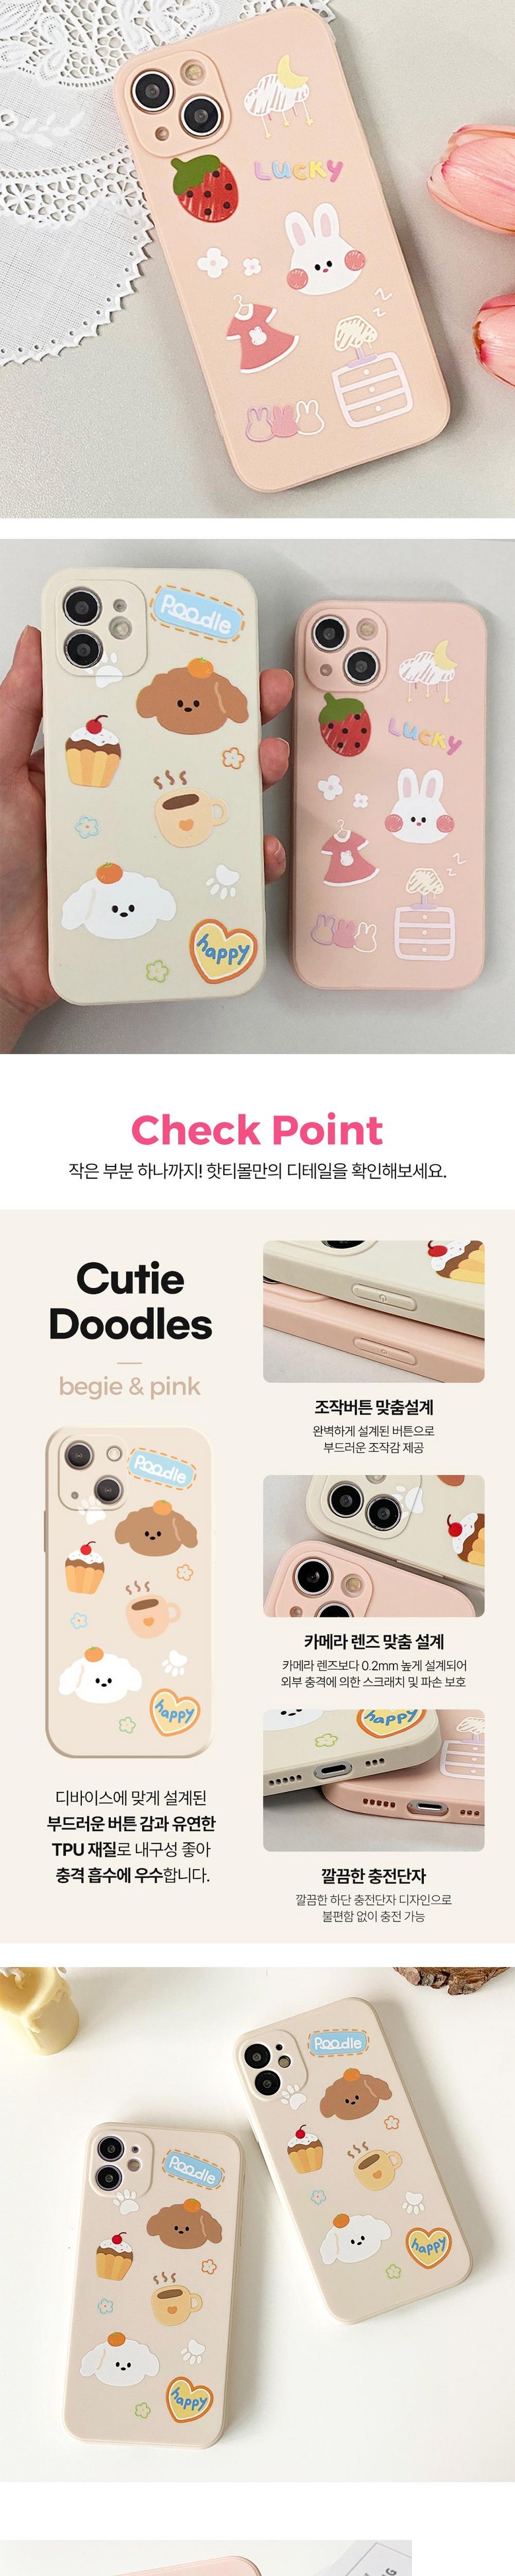 LUCKY
Poodle
LUCKY
happy
Check Point
작은 부분 하나까지! 핫티몰만의 디테일을 확인해보세요.
Cutie
Doodles
begie & pink
Poodle
happy
디바이스에 맞게 설계된
부드러운 버튼 감과 유연한
TPU 재질로 내구성 좋아
충격 흡수에 우수합니다.
조작버튼 맞춤설계
완벽하게 설계된 버튼으로
부드러운 조작감 제공
카메라 렌즈 맞춤 설계
카메라 렌즈보다 0.2mm 높게 설계되어
외부 충격에 의한 스크래치 및 파손 보호
happy
깔끔한 충전단자
깔끔한 하단 충전단자 디자인으로
불편함 없이 충전 가능
Poodle
happy
Poodle
happy